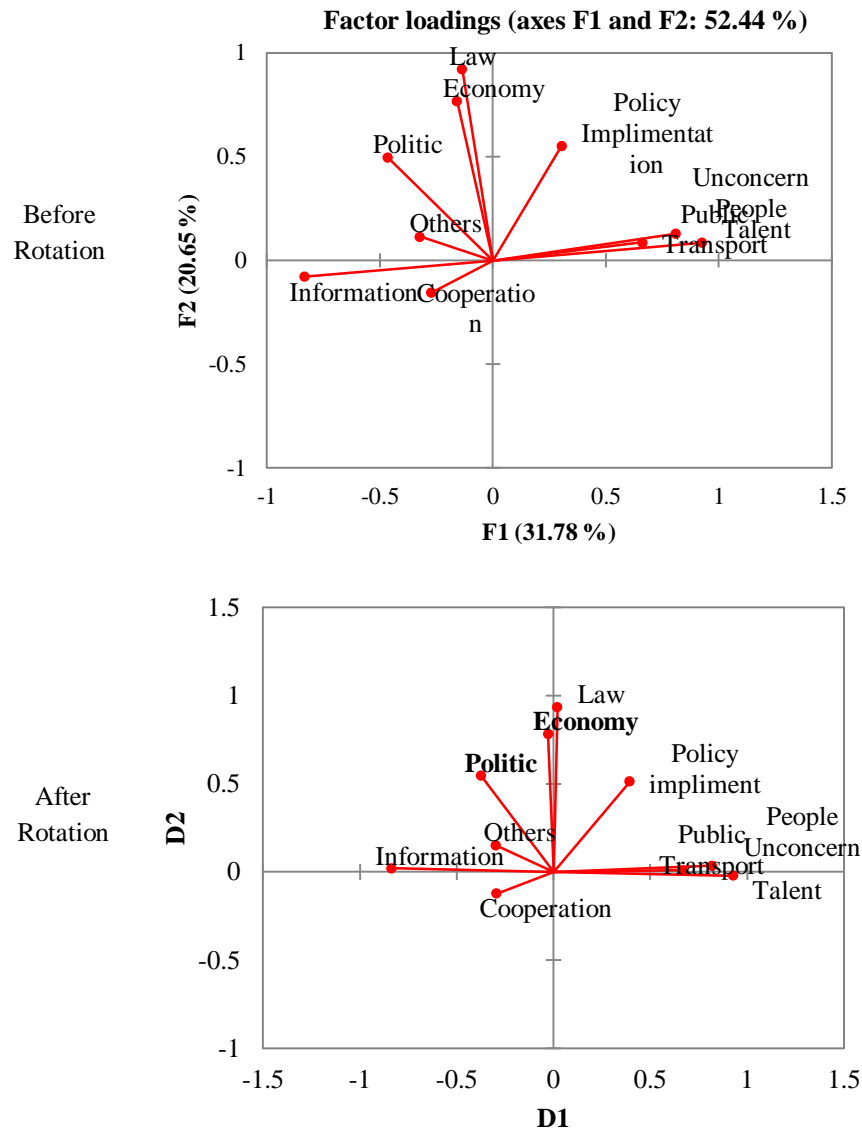 Factor loadings (axes F1 and F2: 52.44 %)
Before
Rotation
F2 (20.65 %)
1
0.5
0
-0.5
-1
Law
Economy
Politic
Others
Information
Cooperatio
n
Policy
Implimentat
ion
Unconcern
People
Public
Talent
Transport
-1
-0.5
0
0.5
1
1.5
F1 (31.78 %)
After
Rotation
D2
1.5
1
0.5
0
-0.5
-1
Law
Economy
Politic
Others
Information
Cooperation
Policy
impliment
People
Public
Unconcern
Transport
Talent
-1.5
-1
-0.5
0
0.5
1
1.5
D1